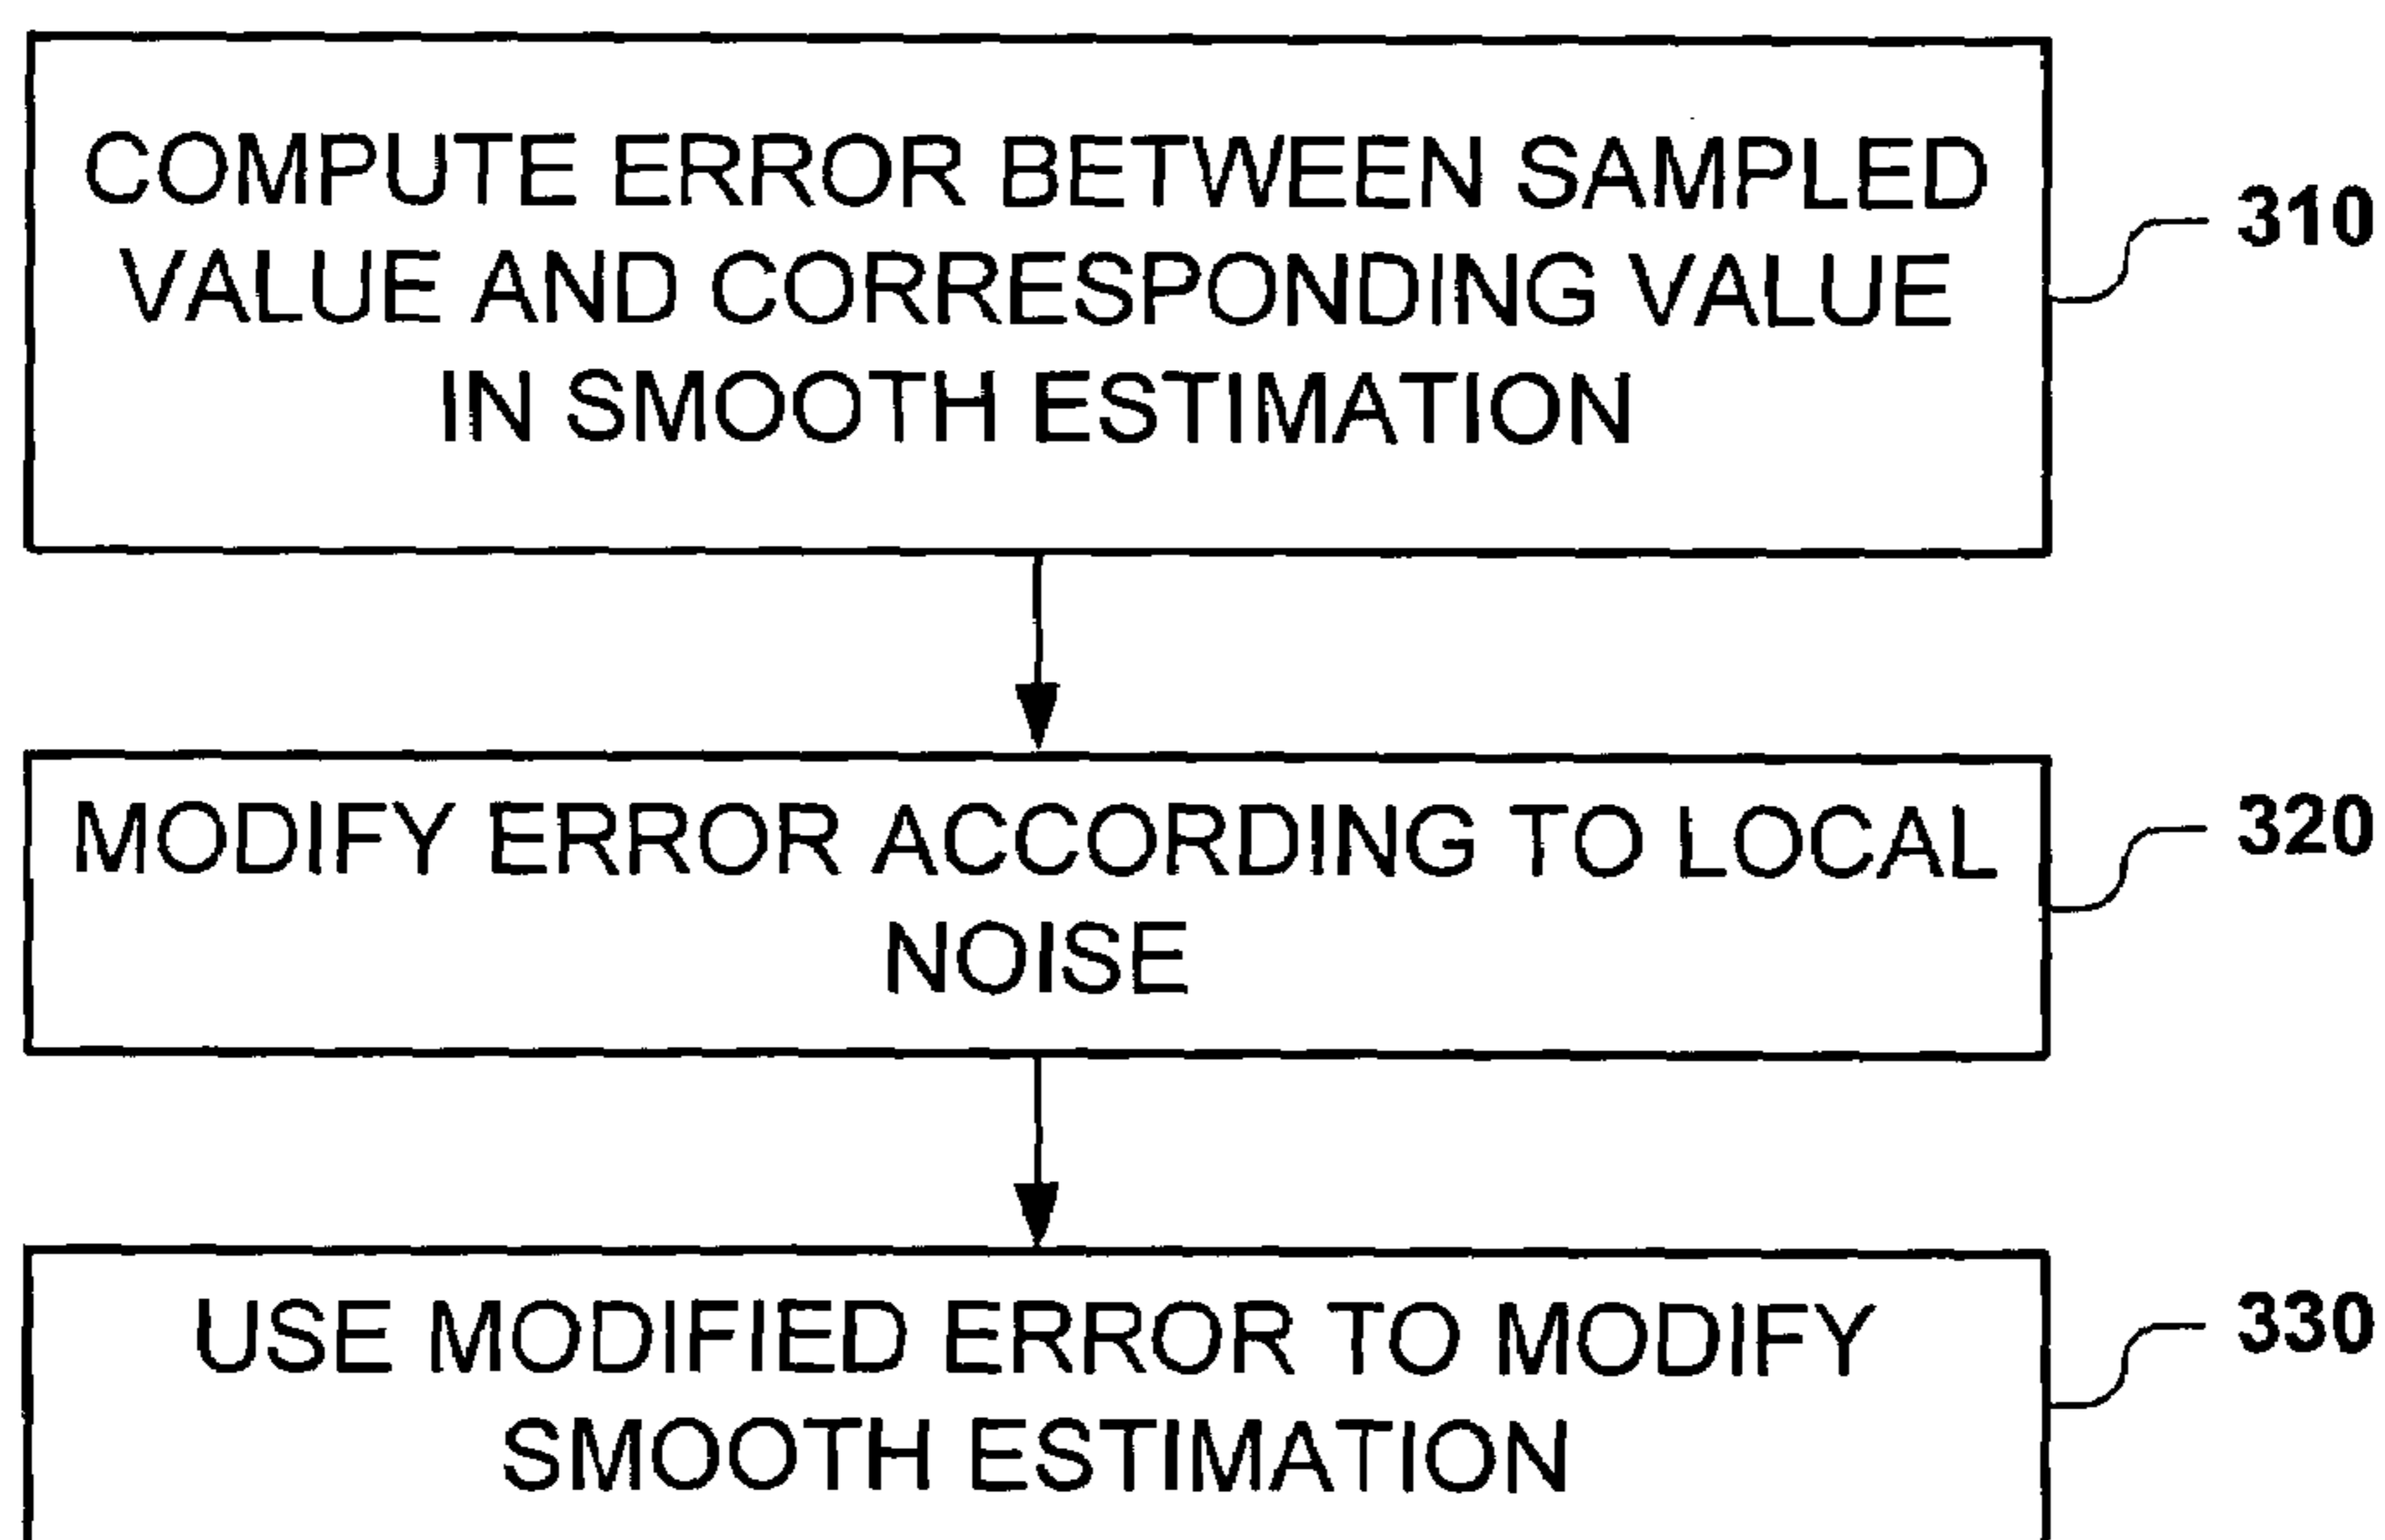 COMPUTE ERROR BETWEEN SAMPLED
VALUE AND CORRESPONDING VALUE
IN SMOOTH ESTIMATION
310
MODIFY ERROR ACCORDING TO LOCAL
NOISE
320
USE MODIFIED ERROR TO MODIFY
SMOOTH ESTIMATION
330